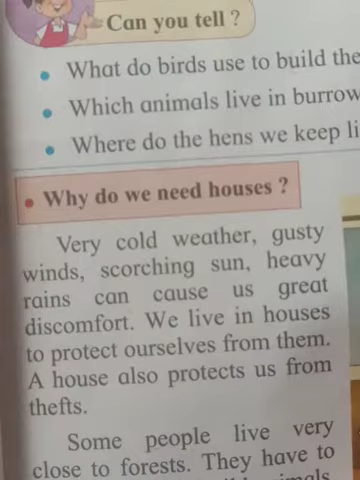 Can you tell ?
• What do birds use to build the
• Which animals live in
• Where do the hens we keep
• Why do we need houses ?
Very cold weather, gusty
winds, scorching sun, heavy
rains can cause us great
discomfort. We live in houses
to protect ourselves from them.
A house also protects us from
thefts.
Some people live very
close to forests. They have to